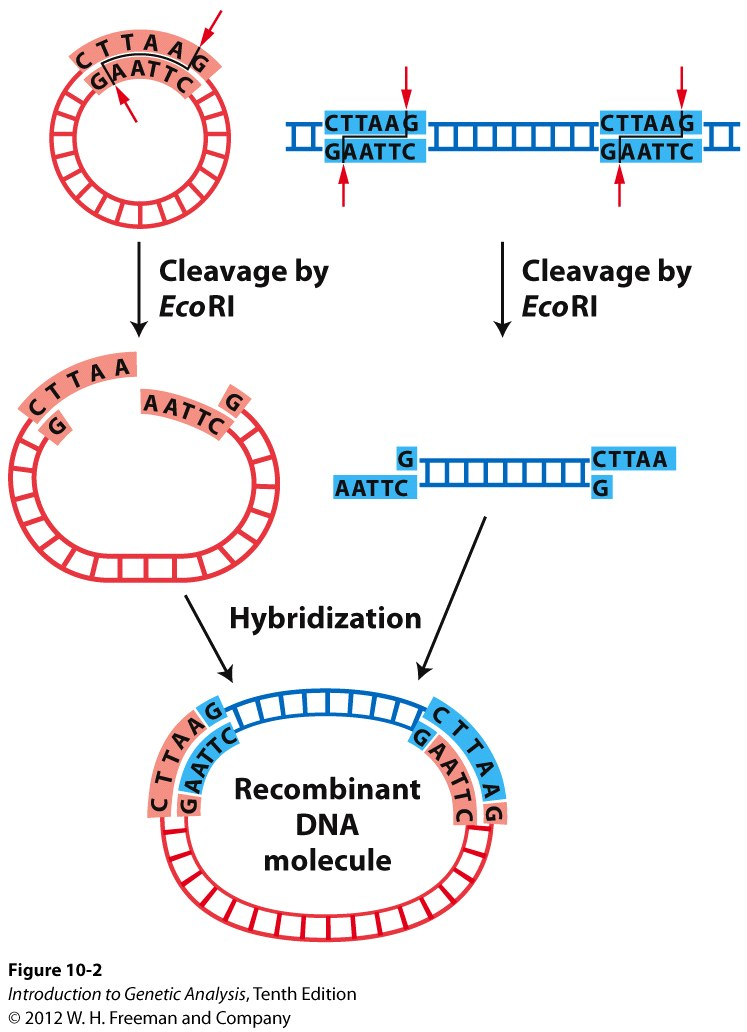 CTTAAG
GAATTC
CTTAAG
GAATTC
CTTAAG
GAATTC
Cleavage by
EcoRI
Cleavage by
EcoRI
CTTAA
G
AATTC
G
G
AATTC
CTTAA
G
Hybridization
CTTAAG
GAATTC
CTTAAG
GAATTC
Recombinant
DNA
molecule
Figure 10-2
Introduction to Genetic Analysis, Tenth Edition
© 2012 W. H. Freeman and Company